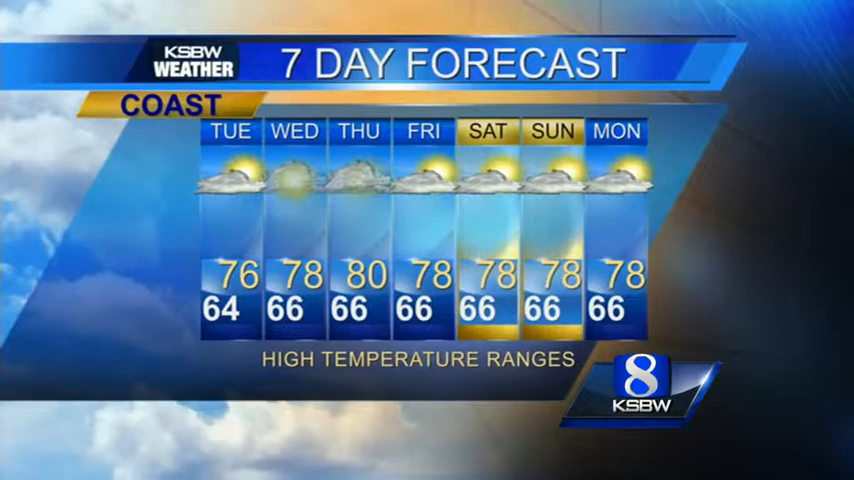 KSBW
WEATHER
7 DAY FORECAST
COAST
TUE WED THU FRI SAT SUN MON
76 78 80 78 78 78 78
64 66 66 66 66 66 66
HIGH TEMPERATURE RANGES
8
KSBW